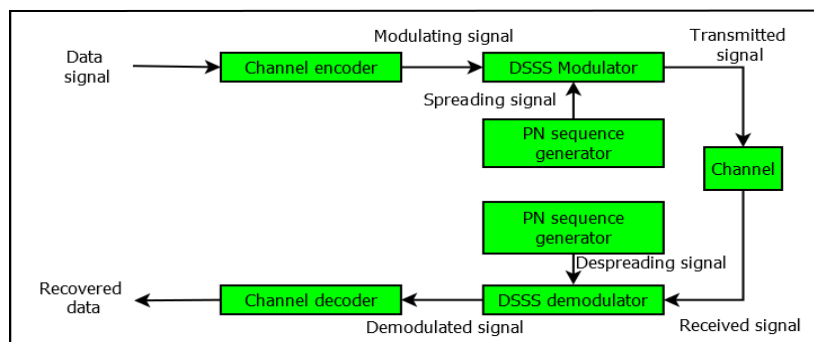 Data
signal
Channel encoder
Modulating signal
DSSS Modulator
Transmitted
signal
Spreading signal
PN sequence
generator
Channel
PN sequence
generator
Despreading signal
Recovered
data
Channel decoder
Demodulated signal
DSSS demodulator
Received signal